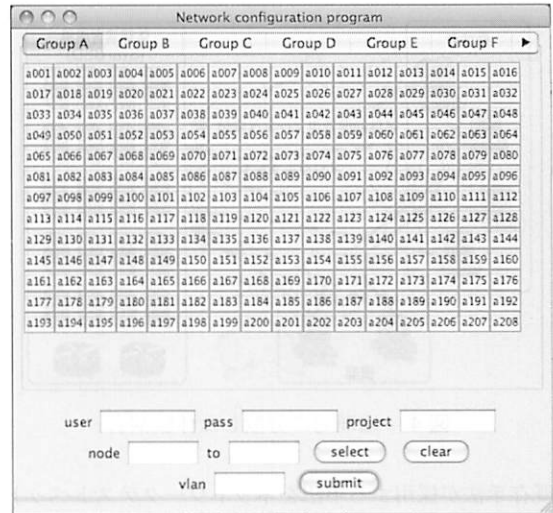 Network configuration program
Group A Group B Group C Group D Group E Group F
a001 a002 a003 a004 a005 a006 a007 a008 a009 a010 a011 a012 a013 a014 a015 a016
a017 a018 a019 a020 a021 a022 a023 a024 a025 a026 a027 a028 a029 a030 a031 a032
a033 a034 a035 a036 a037 a038 a039 a040 a041 a042 a043 a044 a045 a046 a047 a048
a049 a050 a051 a052 a053 a054 a055 a056 a057 a058 a059 a060 a061 a062 a063 a064
a065 a066 a067 a068 a069 a070 a071 a072 a073 a074 a075 a076 a077 a078 a079 a080
a081 a082 a083 a084 a085 a086 a087 a088 a089 a090 a091 a092 a093 a094 a095 a096
a097 a098 a099 a100 a101 a102 a103 a104 a105 a106 a107 a108 a109 a110 a111 a112
a113 a114 a115 a116 a117 a118 a119 a120 a121 a122 a123 a124 a125 a126 a127 a128
a129 a130 a131 a132 a133 a134 a135 a136 a137 a138 a139 a140 a141 a142 a143 a144
a145 a146 a147 a148 a149 a150 a151 a152 a153 a154 a155 a156 a157 a158 a159 a160
a161 a162 a163 a164 a165 a166 a167 a168 a169 a170 a171 a172 a173 a174 a175 a176
a177 a178 a179 a180 a181 a182 a183 a184 a185 a186 a187 a188 a189 a190 a191 a192
a193 a194 a195 a196 a197 a198 a199 a200 a201 a202 a203 a204 a205 a206 a207 a208
user pass project
node to select clear
vlan submit